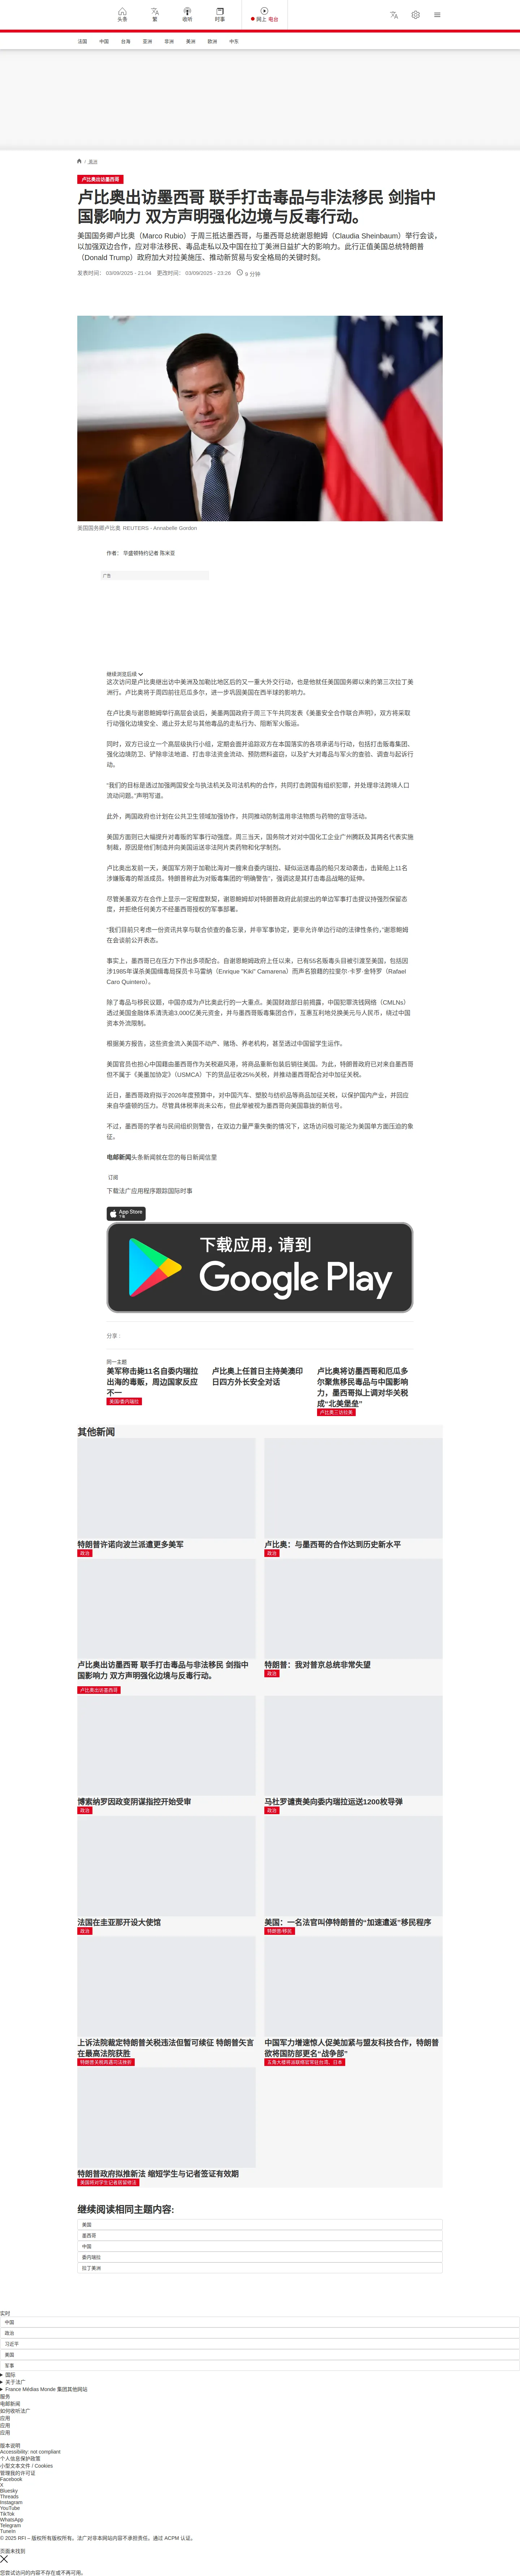 头条
繁
收听
时事
网上 电台
法国
中国
台海
亚洲
非洲
美洲
欧洲
中东
/ 美洲
卢比奥出访墨西哥
卢比奥出访墨西哥 联手打击毒品与非法移民 剑指中
国影响力 双方声明强化边境与反毒行动。
美国国务卿卢比奥（Marco Rubio）于周三抵达墨西哥，与墨西哥总统谢恩鲍姆（Claudia Sheinbaum）举行会谈，
以加强双边合作，应对非法移民、毒品走私以及中国在拉丁美洲日益扩大的影响力。此行正值美国总统特朗普
（Donald Trump）政府加大对拉美施压、推动新贸易与安全格局的关键时刻。
发表时间： 03/09/2025 - 21:04 更改时间： 03/09/2025 - 23:26 6 分钟
美国国务卿卢比奥 REUTERS - Annabelle Gordon
作者： 华盛顿特约记者 陈米亚
广告
继续浏览后续
这次访问是卢比奥继出访中美洲及加勒比地区后的又一重大外交行动，也是他就任美国国务卿以来的第三次拉丁美
洲行。卢比奥将于周四前往厄瓜多尔，进一步巩固美国在西半球的影响力。
在卢比奥与谢恩鲍姆举行高层会谈后，美墨两国政府于周三下午共同发表《美墨安全合作联合声明》，双方将采取
行动强化边境安全、遏止芬太尼与其他毒品的走私行为、阻断军火贩运。
同时，双方已设立一个高层级执行小组，定期会面并追踪双方在本国落实的各项承诺与行动，包括打击贩毒集团、
强化边境防卫、铲除非法地道、打击非法资金流动、预防燃料盗窃，以及扩大对毒品与军火的查验、调查与起诉行
动。
“我们的目标是透过加强两国安全与执法机关及司法机构的合作，共同打击跨国有组织犯罪，并处理非法跨境人口
流动问题。”声明写道。
此外，两国政府也计划在公共卫生领域加强协作，共同推动防制滥用非法物质与药物的宣导活动。
美国方面则已大幅提升对毒贩的军事行动强度。周三当天，国务院才对对中国化工企业广州腾跃及其两名代表实施
制裁，原因是他们制造并向美国运送非法阿片类药物和化学制剂。
卢比奥出发前一天，美国军方刚于加勒比海对一艘来自委内瑞拉、疑似运送毒品的船只发动袭击，击毙船上11名
涉嫌贩毒的帮派成员。特朗普称此为对贩毒集团的“明确警告”，强调这是其打击毒品战略的延伸。
尽管美墨双方在合作上显示一定程度默契，谢恩鲍姆却对特朗普政府此前提出的单边军事打击提议持强烈保留态
度，并拒绝任何美方不经墨西哥授权的军事部署。
“我们目前只考虑一份资讯共享与联合侦查的备忘录，并非军事协定，更非允许单边行动的法律性条约。”谢恩鲍姆
在会谈前公开表态。
事实上，墨西哥已在压力下作出多项配合。自谢恩鲍姆政府上任以来，已有55名贩毒头目被引渡至美国，包括因
涉1985年谋杀美国缉毒局探员卡马雷纳（Enrique “Kiki” Camarena）而声名狼藉的拉斐尔·卡罗·金特罗（Rafael
Caro Quintero）。
除了毒品与移民议题，中国亦成为卢比奥此行的一大重点。美国财政部日前揭露，中国犯罪洗钱网络（CMLNs）
透过美国金融体系清洗逾3,000亿美元资金，并与墨西哥贩毒集团合作，互惠互利地兑换美元与人民币，绕过中国
资本外流限制。
根据美方报告，这些资金流入美国不动产、赌场、养老机构，甚至透过中国留学生运作。
美国官员也担心中国藉由墨西哥作为关税避风港，将商品重新包装后销往美国。为此，特朗普政府已对来自墨西哥
但不属于《美墨加协定》（USMCA）下的货品征收25%关税，并推动墨西哥配合对中加征关税。
近日，墨西哥政府拟于2026年度预算中，对中国汽车、塑胶与纺织品等商品加征关税，以保护国内产业，并回应
来自华盛顿的压力。尽管具体税率尚未公布，但此举被视为墨西哥向美国靠拢的新信号。
不过，墨西哥的学者与民间组织则警告，在双边力量严重失衡的情况下，这场访问极可能沦为美国单方面压迫的象
征。
电邮新闻头条新闻就在您的每日新闻信里
订阅
下载法广应用程序跟踪国际时事
App Store
下载
下载应用，请到
Google Play
分享 :
同一主题
美军称击毙11名自委内瑞拉
出海的毒贩，周边国家反应
不一
美国/委内瑞拉
卢比奥上任首日主持美澳印
日四方外长安全对话
卢比奥将访墨西哥和厄瓜多
尔聚焦移民毒品与中国影响
力，墨西哥拟上调对华关税
成“北美堡垒”
卢比奥三访拉美
其他新闻
特朗普许诺向波兰派遣更多美军
政治
卢比奥：与墨西哥的合作达到历史新水平
政治
卢比奥出访墨西哥 联手打击毒品与非法移民 剑指中
国影响力 双方声明强化边境与反毒行动。
卢比奥出访墨西哥
特朗普：我对普京总统非常失望
政治
博索纳罗因政变阴谋指控开始受审
政治
马杜罗谴责美向委内瑞拉运送1200枚导弹
政治
法国在圭亚那开设大使馆
政治
美国：一名法官叫停特朗普的“加速遣返”移民程序
特朗普/移民
上诉法院裁定特朗普关税违法但暂可续征 特朗普矢言
在最高法院获胜
特朗普关税再遇司法挫折
中国军力增速惊人促美加紧与盟友科技合作，特朗普
欲将国防部更名“战争部”
特朗普政府拟推新法 缩短学生与记者签证有效期
美国将对学生记者限留修法
继续阅读相同主题内容:
美国
墨西哥
中国
委内瑞拉
拉丁美洲
实时
中国
政治
习近平
美国
军事
国际
关于法广
France Médias Monde 集团其他网站
服务
电邮新闻
如何收听法广
应用
应用
应用
版本说明
Accessibility: not compliant
个人信息保护政策
小型文本文件 / Cookies
管理我的许可证
Facebook
X
Bluesky
Threads
Instagram
YouTube
TikTok
WhatsApp
Telegram
TuneIn
© 2025 RFI – 版权所有版权所有。法广对非本网站内容不承担责任。通过 ACPM 认证。
页面未找到
您尝试访问的内容不存在或不再可用。